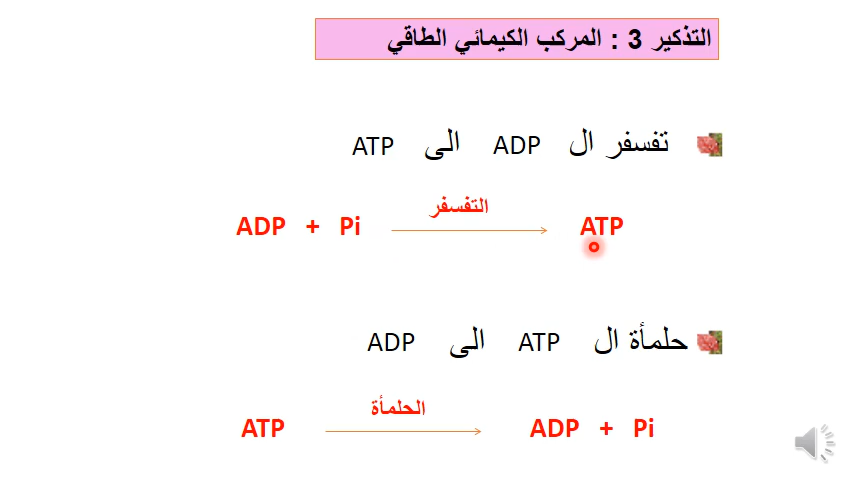 التذكير 3 : المركب الكيمائي الطاقي
تفسفر ال ADP الى ATP
التفسفر
ADP + Pi ATP
حلمأة ال ATP الى ADP
الحلمأة
ATP ADP + Pi